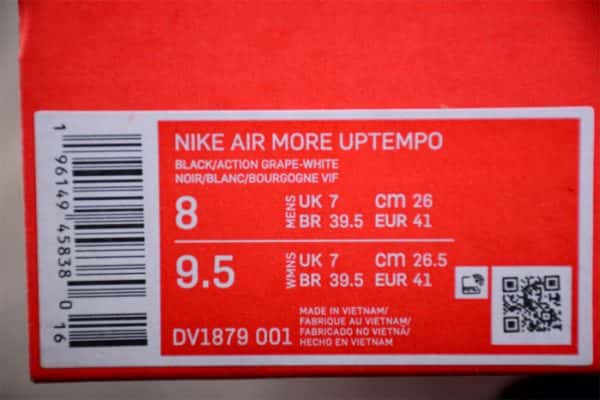 1 96149 45838 0 16
NIKE AIR MORE UPTEMPO
BLACK/ACTION GRAPE-WHITE
NOIR/BLANC/BOURGOGNE VIF
8 MENS UK 7 cm 26
BR 39.5 EUR 41
9.5 WMNS UK 7 cm 26.5
BR 39.5 EUR 41
DV1879 001
MADE IN VIETNAM/
FABRIQUE AU VIETNAM/
FABRICADO NO VIETNÃ/
HECHO EN VIETNAM